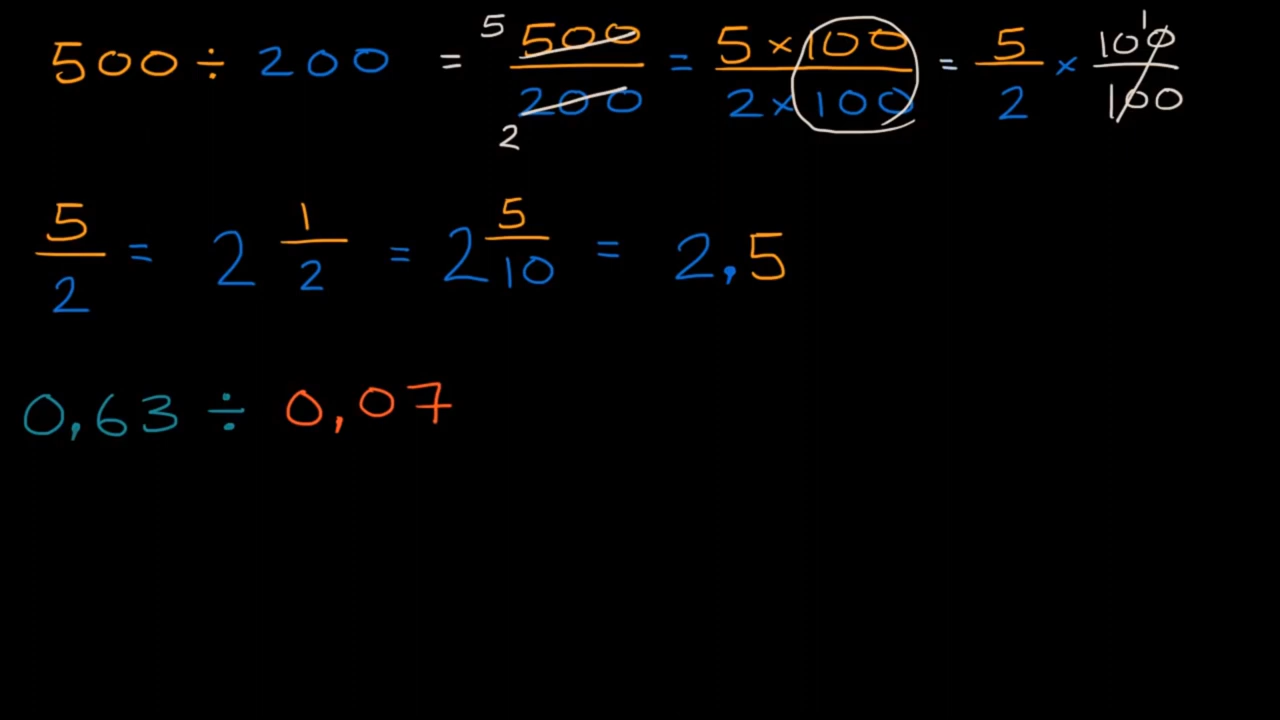 500 ÷ 200 = 5 500/200 2 = 5 × 100/2 × 100 = 5/2 × 100/100 1
5/2 = 2 1/2 = 2 5/10 = 2,5
0,63 ÷ 0,07